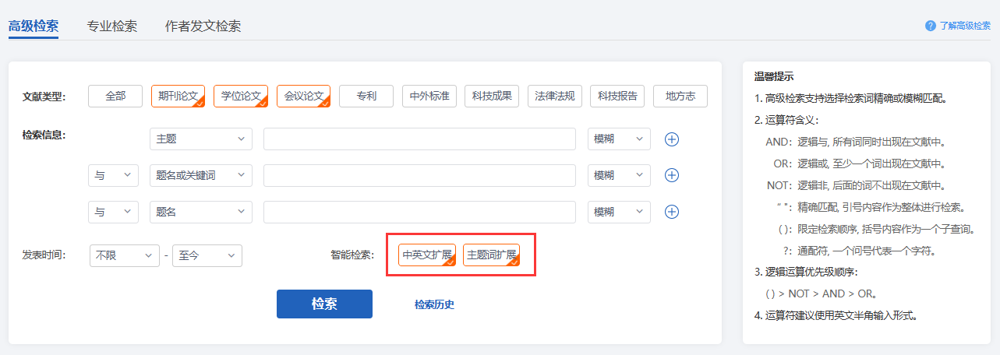 高级检索 专业检索 作者发文检索 ? 了解高级检索
文献类型： 全部 期刊论文 学位论文 会议论文 专利 中外标准 科技成果 法律法规 科技报告 地方志
检索信息： 主题 模糊
与 题名或关键词 模糊
与 题名 模糊
发表时间： 不限 - 至今 智能检索： 中英文扩展 主题词扩展
检索 检索历史
温馨提示
1. 高级检索支持选择检索词精确或模糊匹配。
2. 运算符含义：
AND： 逻辑与, 所有词同时出现在文献中。
OR： 逻辑或, 至少一个词出现在文献中。
NOT： 逻辑非, 后面的词不出现在文献中。
“ "： 精确匹配, 引号内容作为整体进行检索。
( )： 限定检索顺序, 括号内容作为一个子查询。
?： 通配符, 一个问号代表一个字符。
3. 逻辑运算优先级顺序：
( ) > NOT > AND > OR。
4. 运算符建议使用英文半角输入形式。